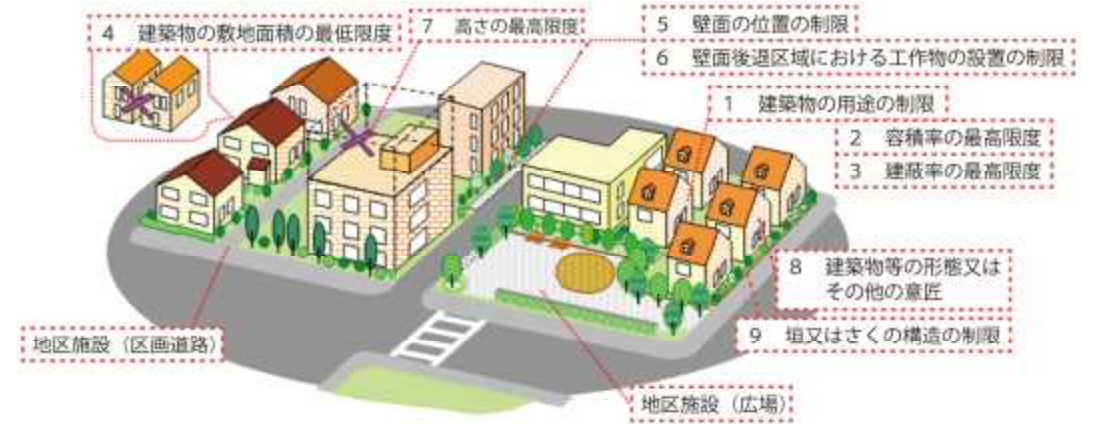 4 建築物の敷地面積の最低限度
7 高さの最高限度
5 壁面の位置の制限
6 壁面後退区域における工作物の設置の制限
1 建築物の用途の制限
2 容積率の最高限度
3 建蔽率の最高限度
8 建築物等の形態又は
その他の意匠
9 垣又はさくの構造の制限
地区施設（区画道路）
地区施設（広場）